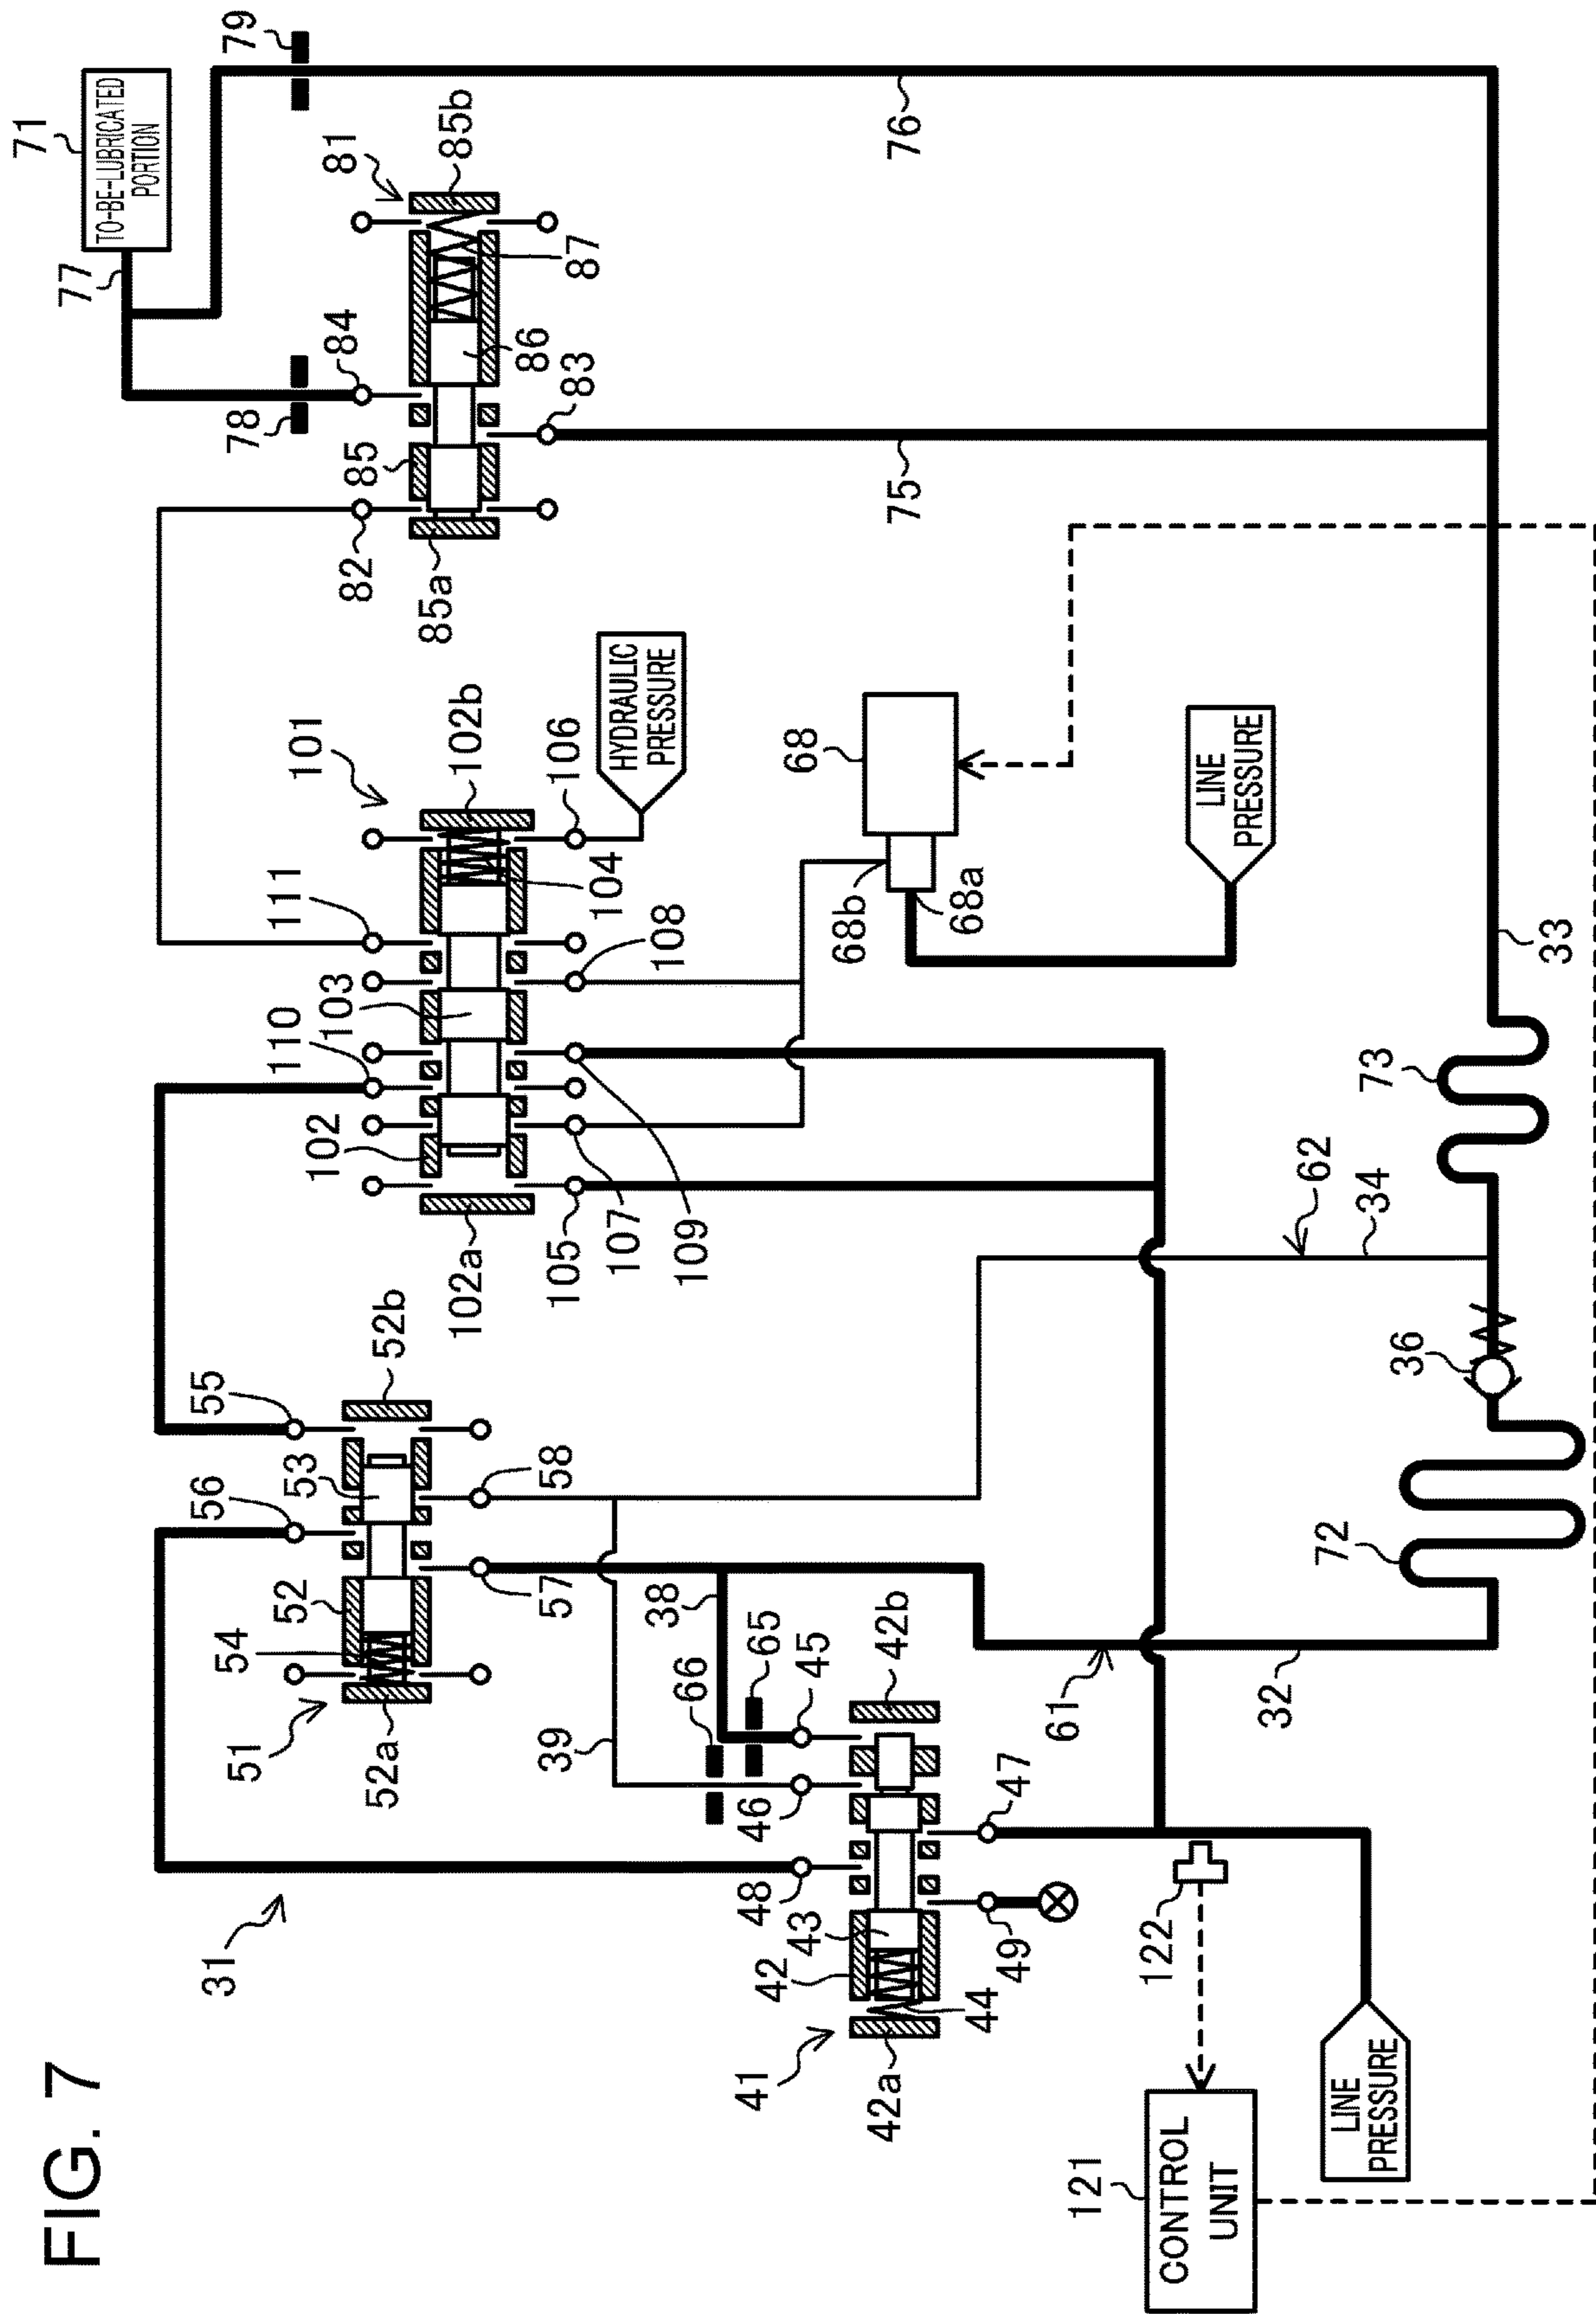 FIG. 7
31
71
TO-BE-LUBRICATED
PORTION
77
79
78
84
81
85b
87
86
83
85
82
85a
76
75
101
102b
106
HYDRAULIC
PRESSURE
104
111
108
103
110
102
102a
105
107
109
68
68b
68a
LINE
PRESSURE
33
73
62
34
36
72
52b
55
53
56
58
52
54
57
51
52a
38
65
66
45
42b
39
46
47
48
43
49
42
44
41
42a
61
32
122
121
CONTROL
UNIT
LINE
PRESSURE